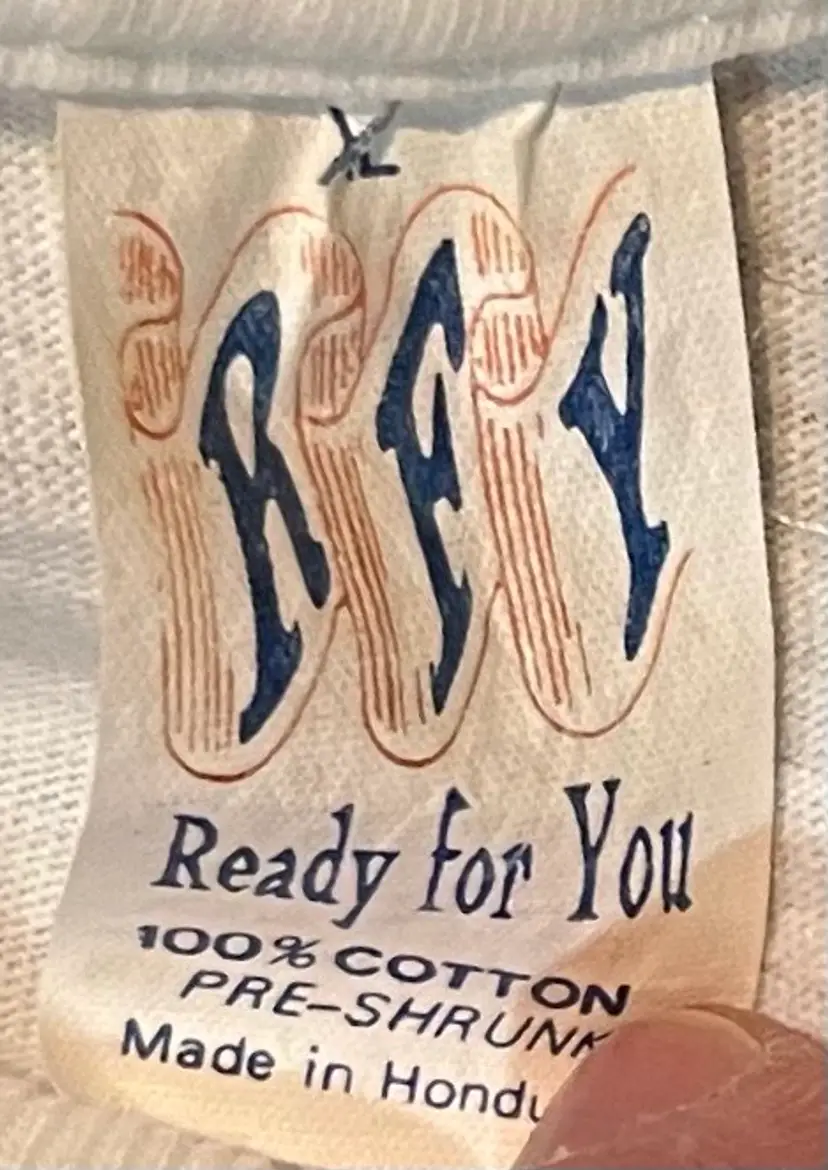 XL
RFY
Ready for You
100% COTTON
PRE-SHRUNK
Made in